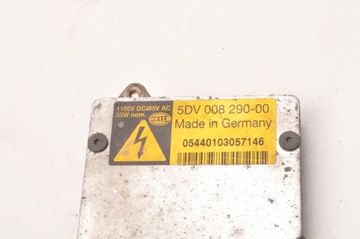 1100V DC/85V AC
35W nom.
HELLA
5DV 008 290-00
Made in Germany
05440103057146